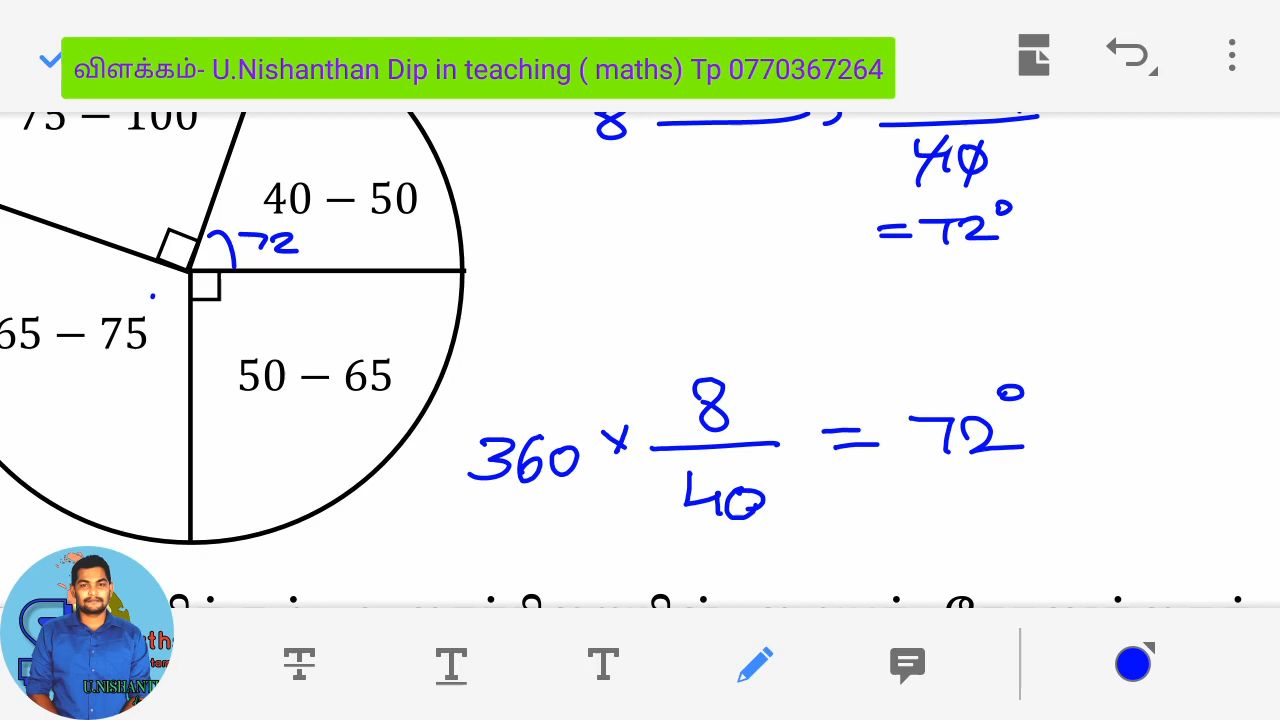 விளக்கம்- U.Nishanthan Dip in teaching ( maths) Tp 0770367264
75 – 100
8
40
40 – 50
72
= 72°
65 – 75
50 – 65
360 × 8/40 = 72°
U.NISHANTH
T T T